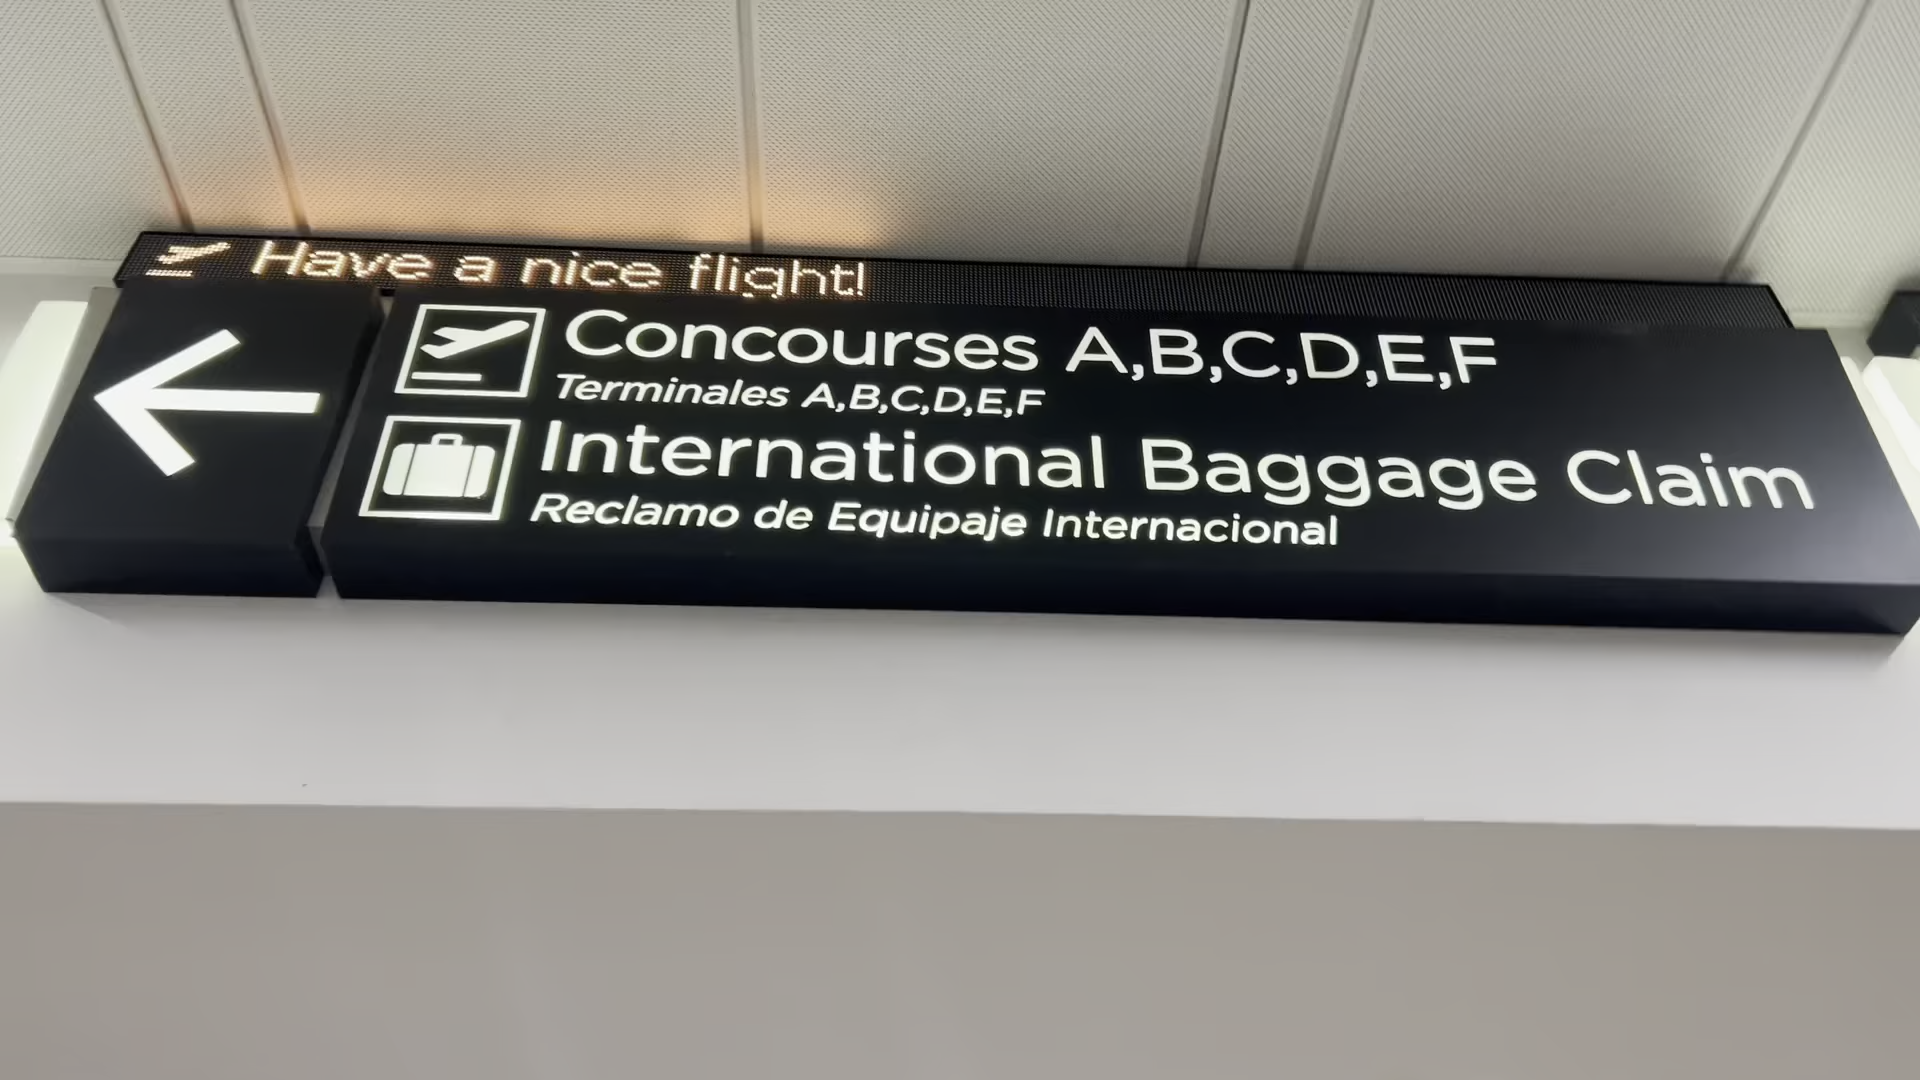 Have a nice flight!
Concourses A,B,C,D,E,F
Terminales A,B,C,D,E,F
International Baggage Claim
Reclamo de Equipaje Internacional